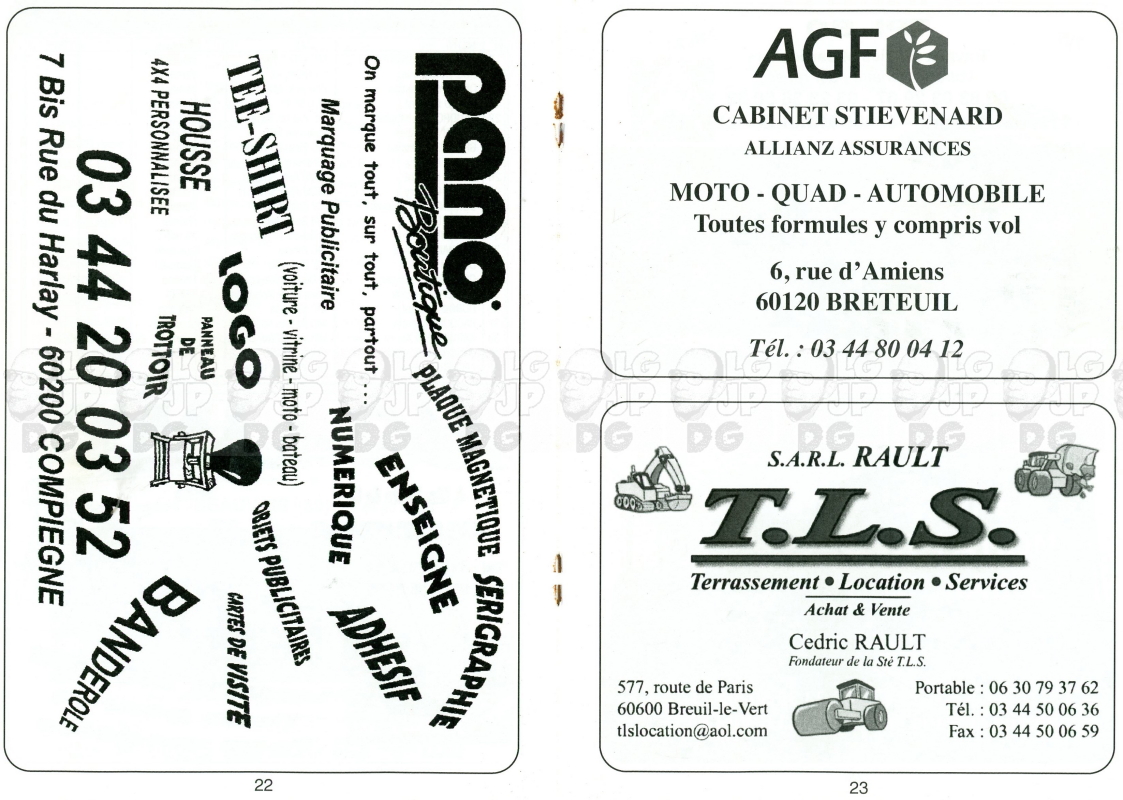 pano
Boutique
On marque tout, sur tout, partout ...
Marquage Publicitaire
TEE-SHIRT
(voiture - vitrine - moto - bateau)
HOUSSE
4X4 PERSONNALISEE
LOGO
PANNEAU
DE
TROTTOIR
PLAQUE MAGNETIQUE
SERIGRAPHIE
ENSEIGNE
NUMERIQUE
ADHESIF
OBJETS PUBLICITAIRES
CARTES DE VISITE
BANDEROLE
03 44 20 03 52
7 Bis Rue du Harlay - 60200 COMPIEGNE
22
AGF
CABINET STIEVENARD
ALLIANZ ASSURANCES
MOTO - QUAD - AUTOMOBILE
Toutes formules y compris vol
6, rue d'Amiens
60120 BRETEUIL
Tél. : 03 44 80 04 12
S.A.R.L. RAULT
T.L.S.
Terrassement • Location • Services
Achat & Vente
Cedric RAULT
Fondateur de la Sté T.L.S.
577, route de Paris
60600 Breuil-le-Vert
tlslocation@aol.com
Portable : 06 30 79 37 62
Tél. : 03 44 50 06 36
Fax : 03 44 50 06 59
23
LG JP DG